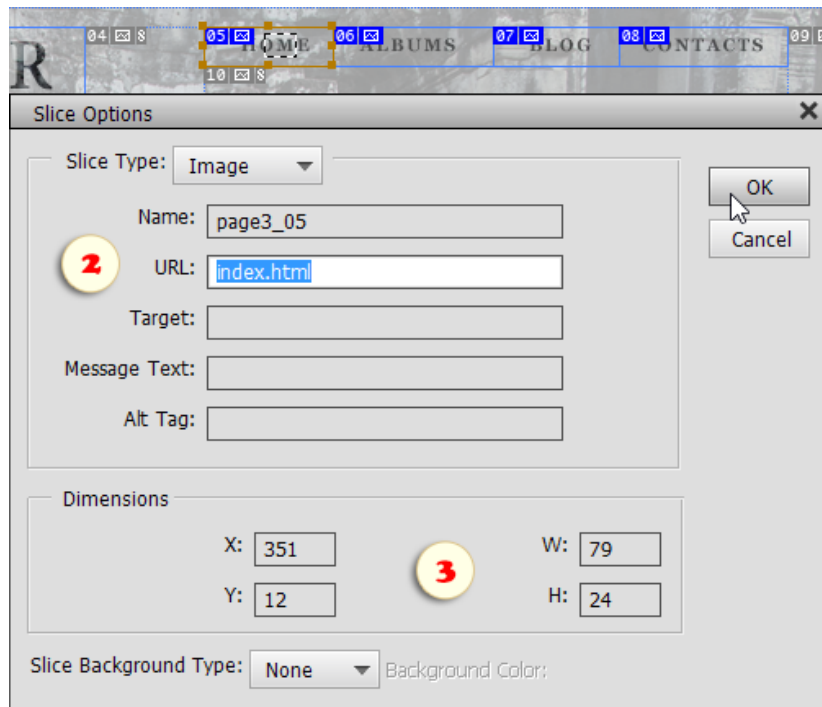 04 8 05 06 07 08 09
R HOME ALBUMS BLOG CONTACTS
10 8
Slice Options
Slice Type: Image
OK
Name: page3_05
Cancel
2 URL: index.html
Target:
Message Text:
Alt Tag:
Dimensions
X: 351 W: 79
3
Y: 12 H: 24
Slice Background Type: None Background Color: